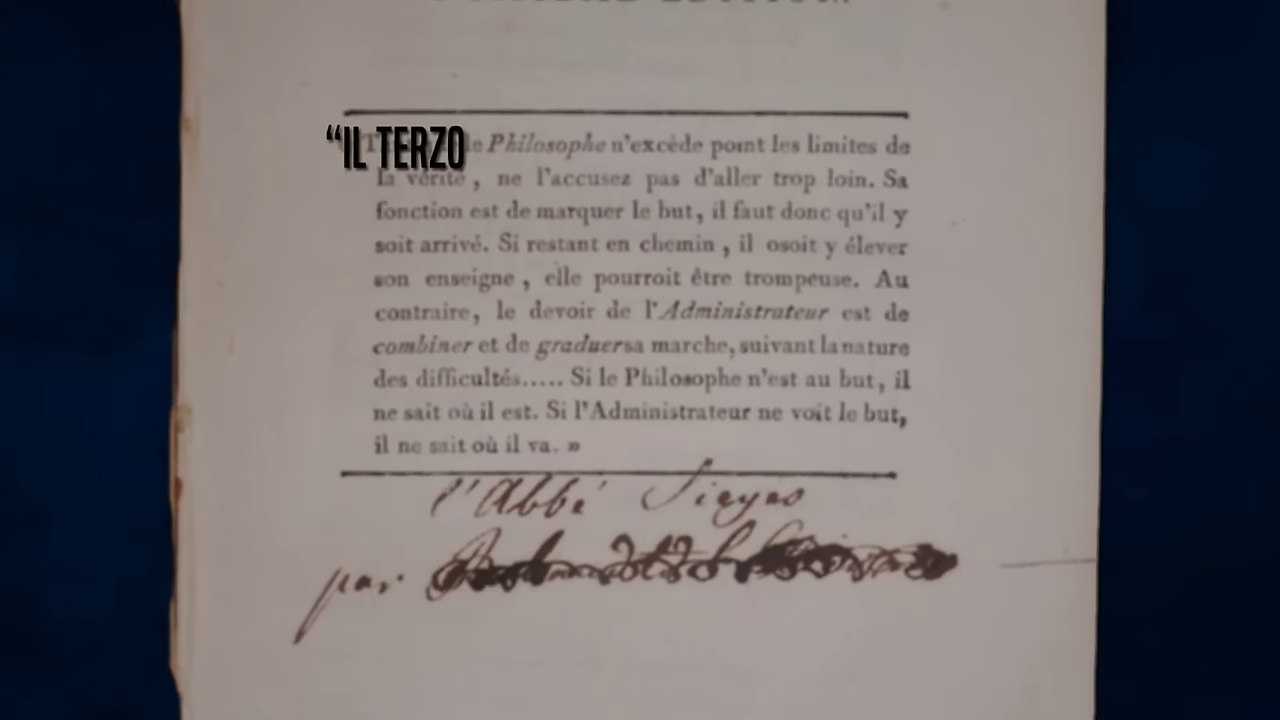 “IL TERZO
Philosophe n'excède point les limites de
la vérité, ne l'accusez pas d'aller trop loin. Sa
fonction est de marquer le but, il faut donc qu'il y
soit arrivé. Si restant en chemin, il osoit y élever
son enseigne, elle pourroit être trompeuse. Au
contraire, le devoir de l'Administrateur est de
combiner et de graduer sa marche, suivant la nature
des difficultés..... Si le Philosophe n'est au but, il
ne sait où il est. Si l'Administrateur ne voit le but,
il ne sait où il va. »
l'Abbé Sieyes
par